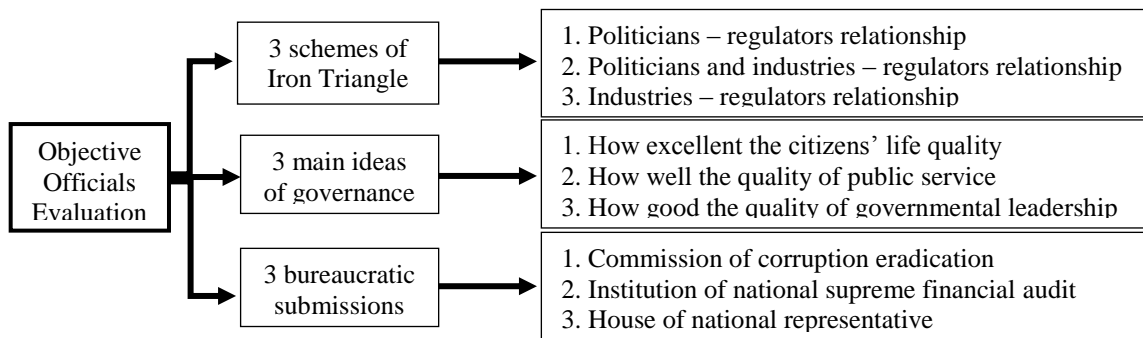 Objective
Officials
Evaluation
3 schemes of
Iron Triangle
1. Politicians – regulators relationship
2. Politicians and industries – regulators relationship
3. Industries – regulators relationship
3 main ideas
of governance
1. How excellent the citizens’ life quality
2. How well the quality of public service
3. How good the quality of governmental leadership
3 bureaucratic
submissions
1. Commission of corruption eradication
2. Institution of national supreme financial audit
3. House of national representative